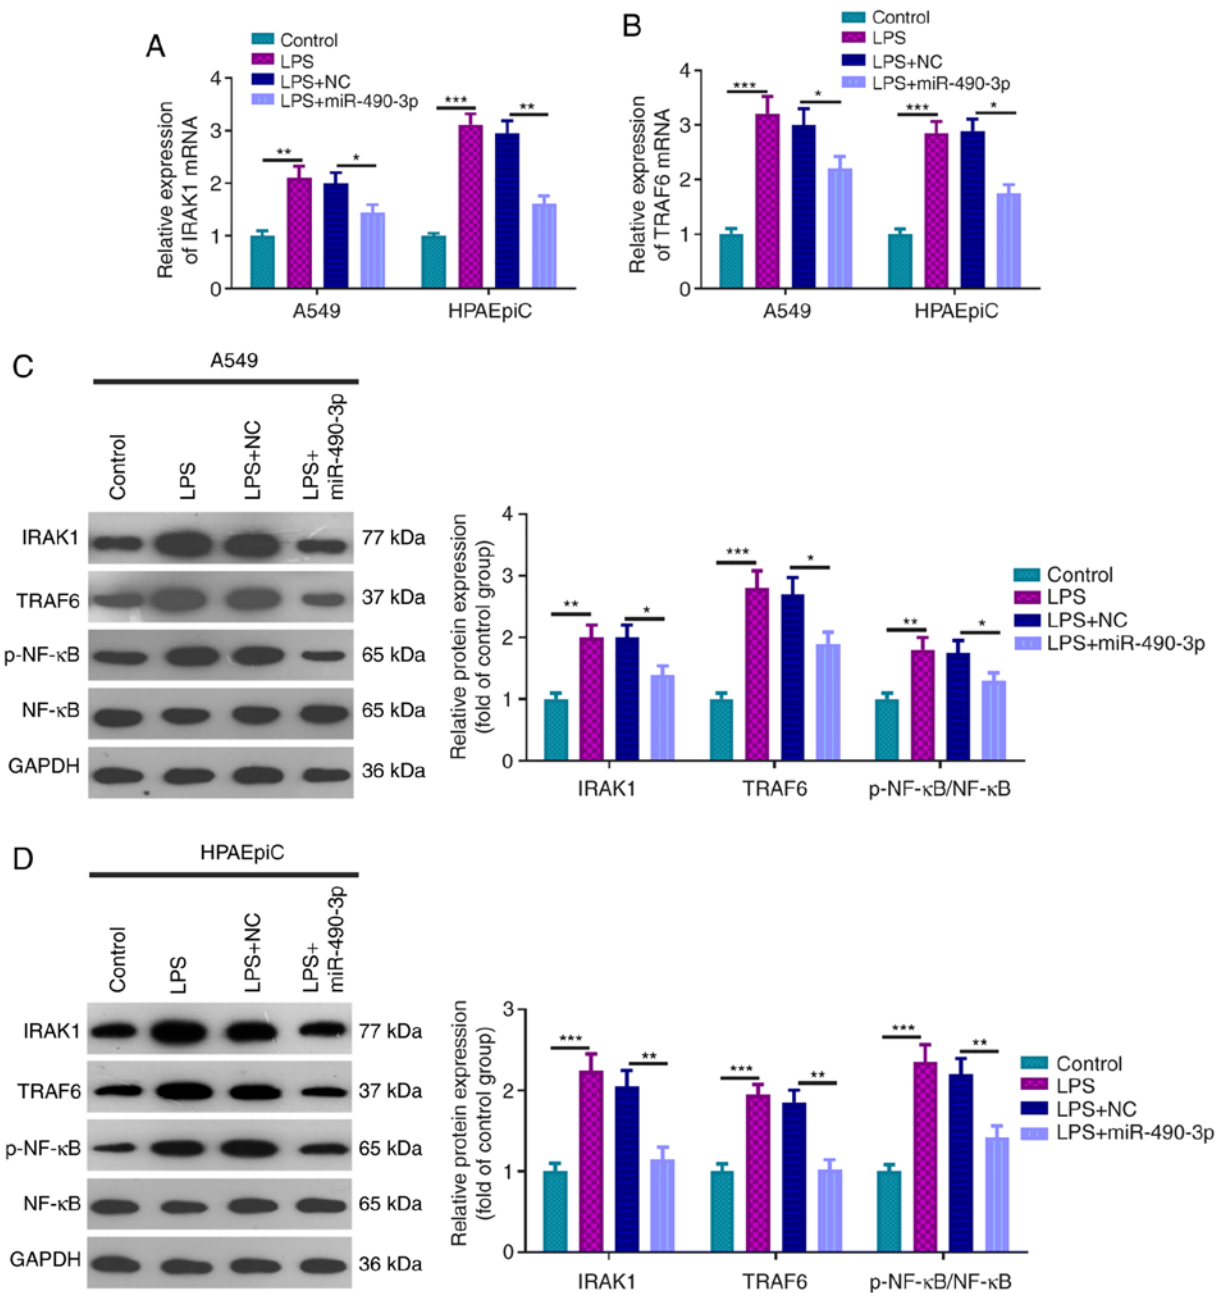 A
Control
LPS
LPS+NC
LPS+miR-490-3p
Relative expression
of IRAK1 mRNA
4
3
2
1
0
**
*
***
**
A549
HPAEpiC
B
Control
LPS
LPS+NC
LPS+miR-490-3p
Relative expression
of TRAF6 mRNA
4
3
2
1
0
***
*
***
*
A549
HPAEpiC
C
A549
Control
LPS
LPS+NC
LPS+
miR-490-3p
IRAK1
77 kDa
TRAF6
37 kDa
p-NF-κB
65 kDa
NF-κB
65 kDa
GAPDH
36 kDa
Relative protein expression
(fold of control group)
4
3
2
1
0
**
*
***
*
**
*
IRAK1
TRAF6
p-NF-κB/NF-κB
Control
LPS
LPS+NC
LPS+miR-490-3p
D
HPAEpiC
Control
LPS
LPS+NC
LPS+
miR-490-3p
IRAK1
77 kDa
TRAF6
37 kDa
p-NF-κB
65 kDa
NF-κB
65 kDa
GAPDH
36 kDa
Relative protein expression
(fold of control group)
3
2
1
0
***
**
***
**
***
**
IRAK1
TRAF6
p-NF-κB/NF-κB
Control
LPS
LPS+NC
LPS+miR-490-3p